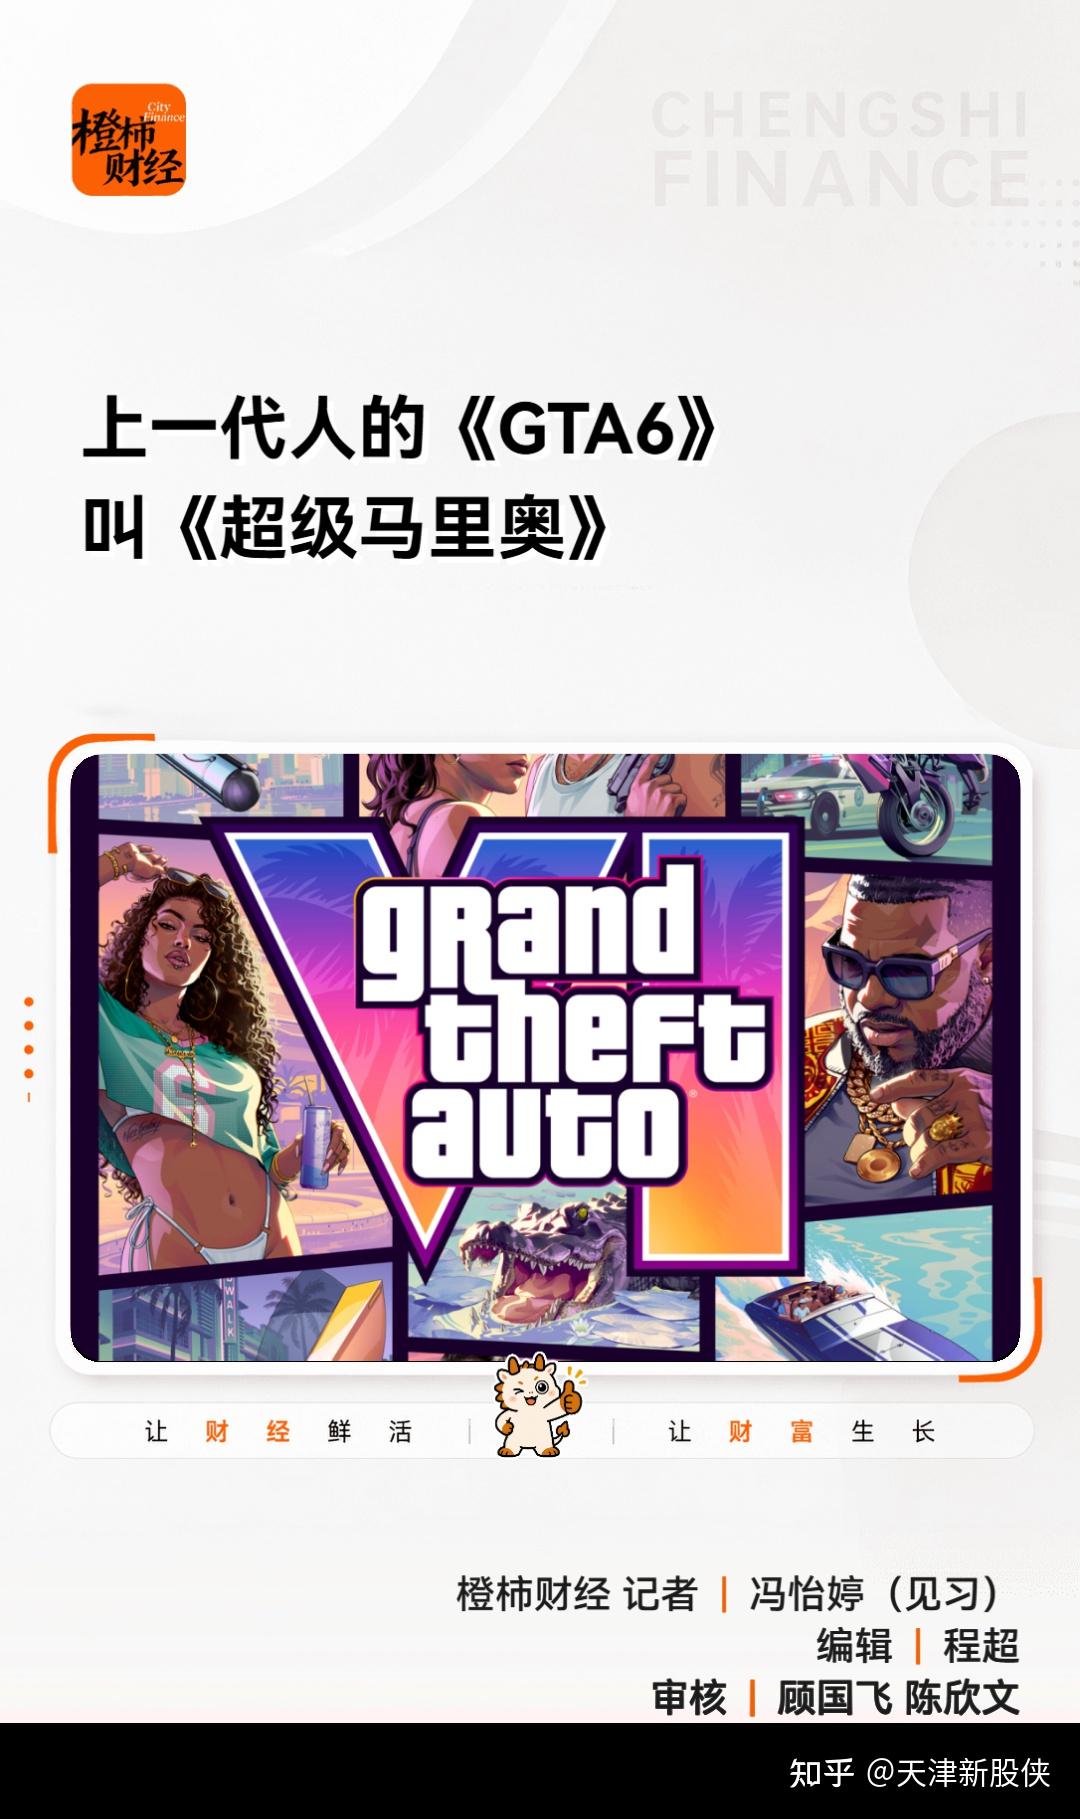 City
Finance
橙柿
财经
CHENGSHI
FINANCE
上一代人的《GTA6》
叫《超级马里奥》
VI
grand
theft
auto®
WALK
让财经鲜活 | | 让财富生长
橙柿财经 记者 | 冯怡婷（见习）
编辑 | 程超
审核 | 顾国飞 陈欣文
知乎 @天津新股侠